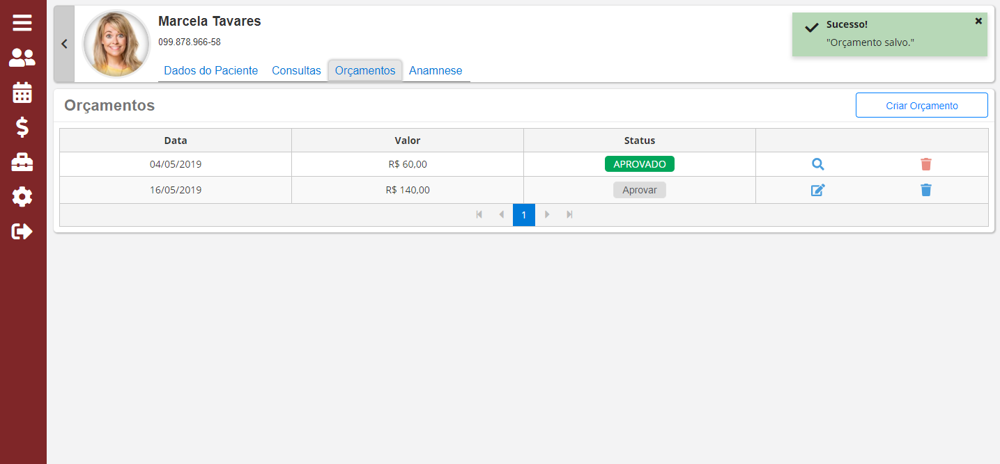 Marcela Tavares
099.878.966-58
Dados do Paciente Consultas Orçamentos Anamnese
Sucesso!
"Orçamento salvo."
Orçamentos
Criar Orçamento
Data Valor Status
04/05/2019 R$ 60,00 APROVADO
16/05/2019 R$ 140,00 Aprovar
1